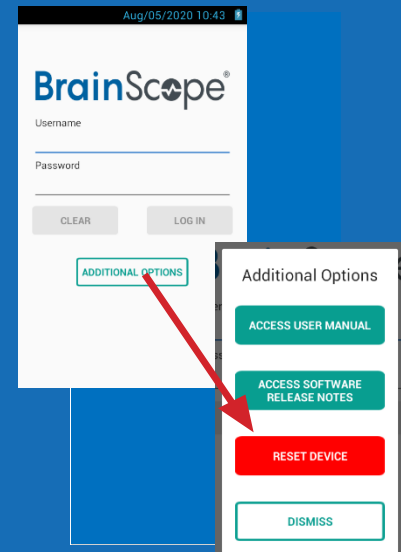 Aug/05/2020 10:43
BrainScope®
Username
Password
CLEAR
LOG IN
ADDITIONAL OPTIONS
Additional Options
ACCESS USER MANUAL
ACCESS SOFTWARE
RELEASE NOTES
RESET DEVICE
DISMISS